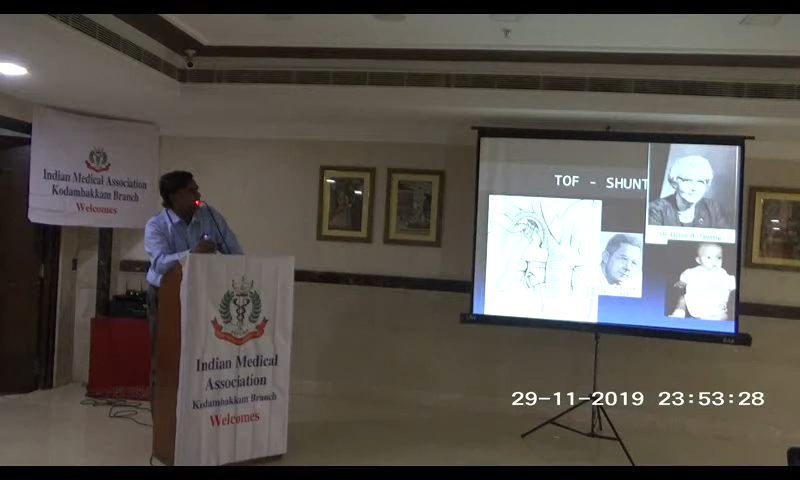 Indian Medical Association
Kodambakkam Branch
Welcomes
TOF - SHUNT
Indian Medical
Association
Kodambakkam Branch
Welcomes
29-11-2019 23:53:28